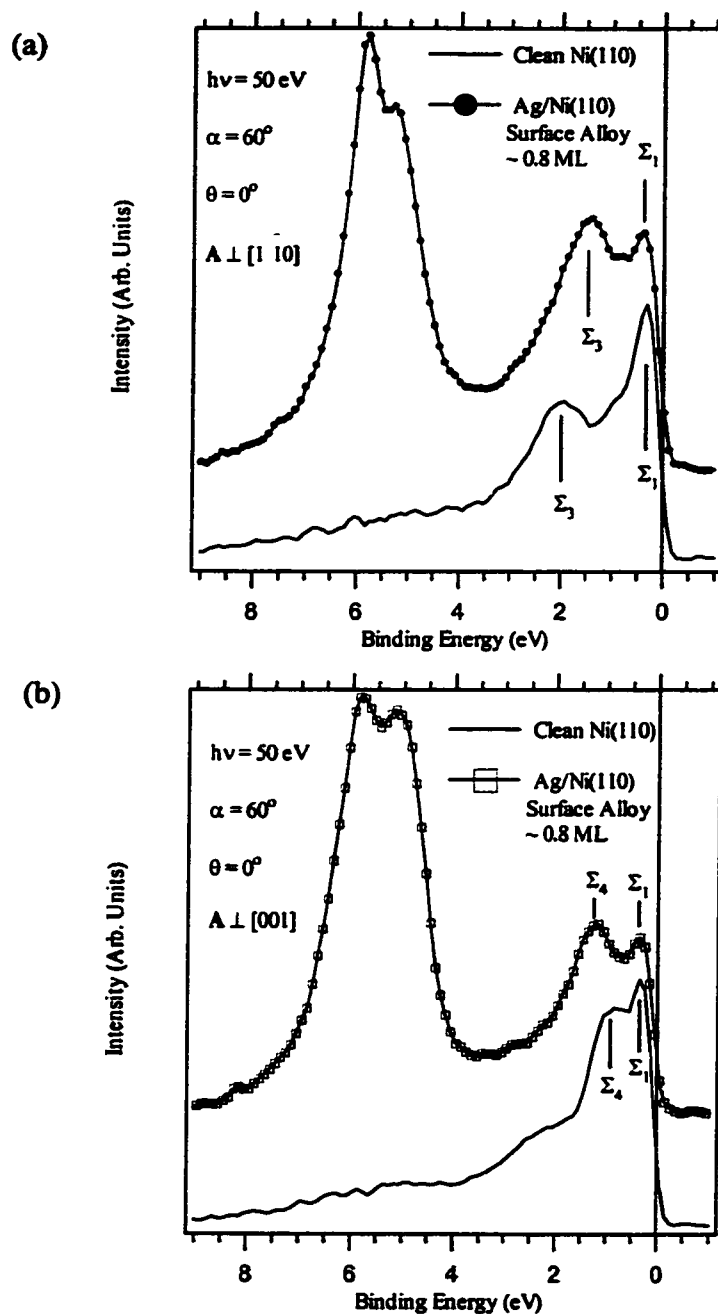 (a)
Intensity (Arb. Units)
hν = 50 eV
α = 60°
θ = 0°
A ⊥ [1 1̄0]
Clean Ni(110)
Ag/Ni(110)
Surface Alloy
~ 0.8 ML
Σ₁
Σ₃
Σ₃
Σ₁
8 6 4 2 0
Binding Energy (eV)
(b)
Intensity (Arb. Units)
hν = 50 eV
α = 60°
θ = 0°
A ⊥ [001]
Clean Ni(110)
Ag/Ni(110)
Surface Alloy
~ 0.8 ML
Σ₄ Σ₁
Σ₄ Σ₁
8 6 4 2 0
Binding Energy (eV)